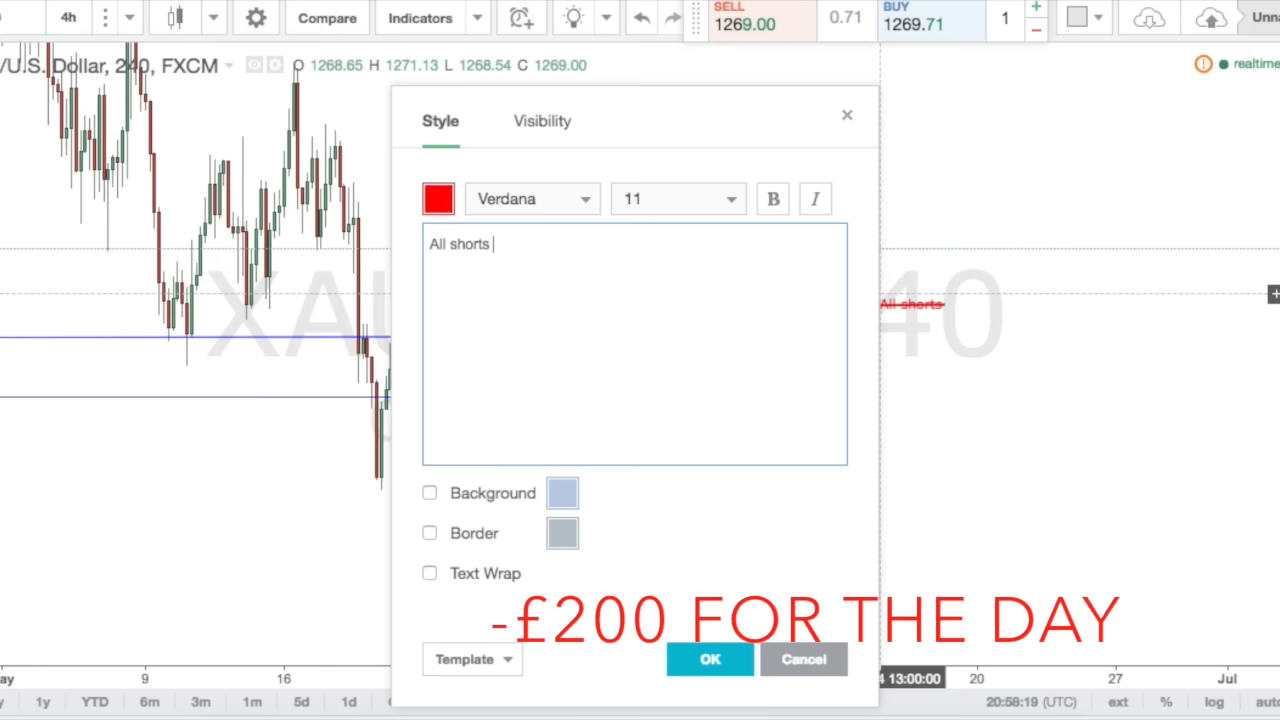 4h
Compare
Indicators
SELL
1269.00
0.71
BUY
1269.71
1
/U.S. Dollar, 240, FXCM
O 1268.65 H 1271.13 L 1268.54 C 1269.00
realtime
Style
Visibility
×
Verdana
11
B
I
All shorts
All shorts
40
Background
Border
Text Wrap
-£200 FOR THE DAY
Template
OK
Cancel
9
16
13:00:00
20
27
Jul
1y
YTD
6m
3m
1m
5d
1d
20:58:19 (UTC)
ext
%
log